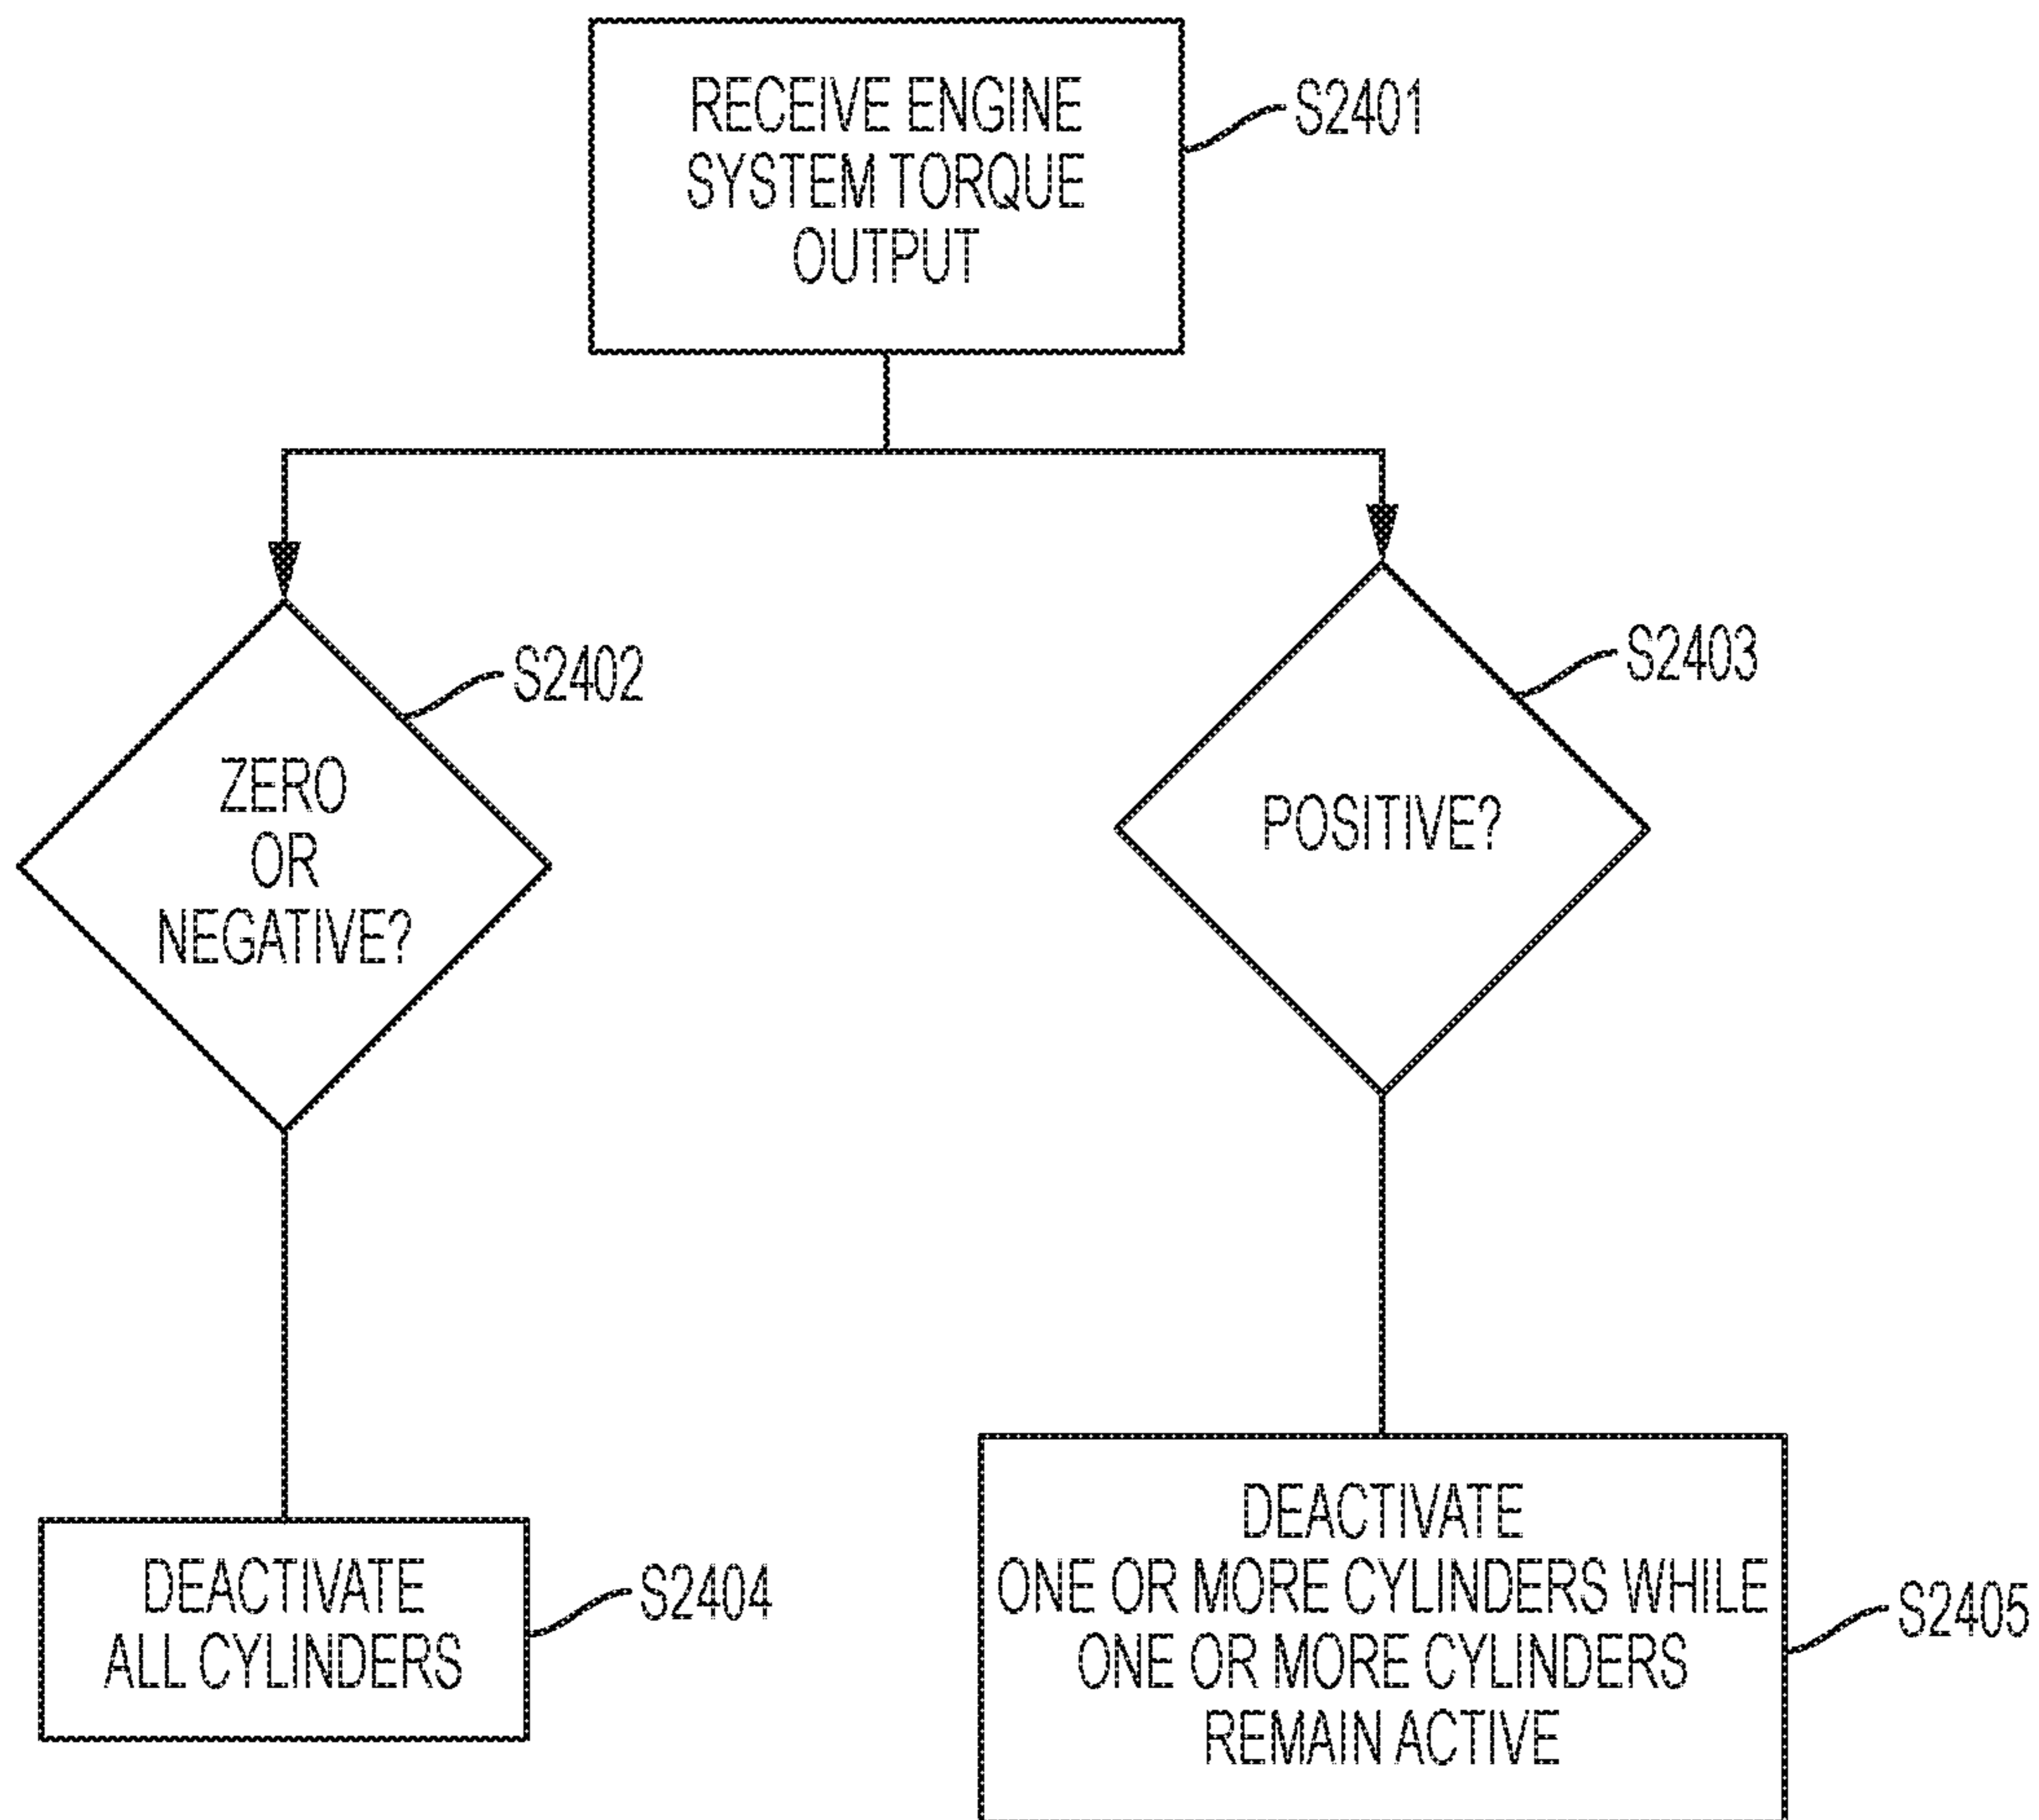 RECEIVE ENGINE
SYSTEM TORQUE
OUTPUT
S2401
S2402
ZERO
OR
NEGATIVE?
S2403
POSITIVE?
DEACTIVATE
ALL CYLINDERS
S2404
DEACTIVATE
ONE OR MORE CYLINDERS WHILE
ONE OR MORE CYLINDERS
REMAIN ACTIVE
S2405